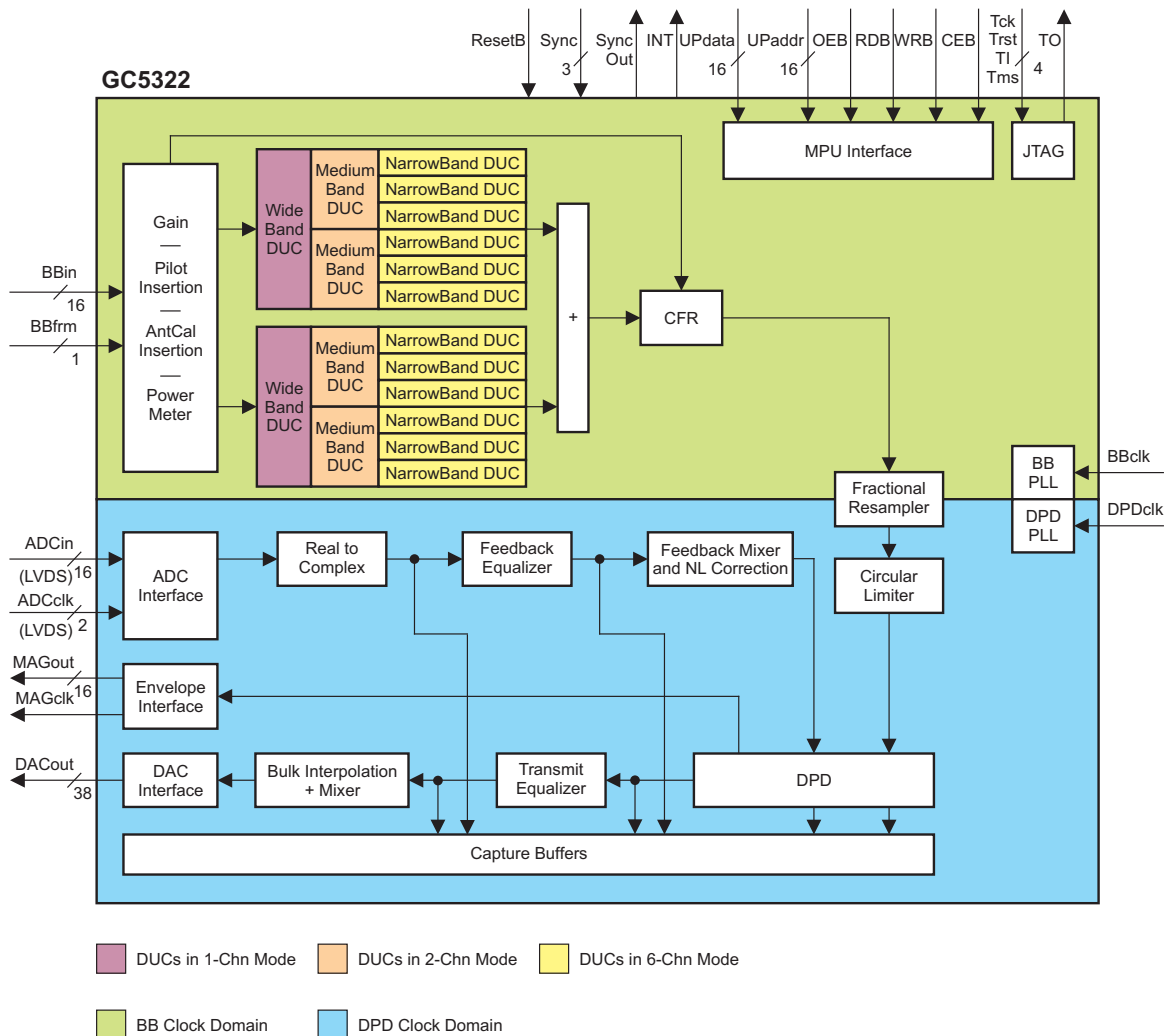 GC5322
ResetB
Sync
3
Sync
Out
INT
UPdata
16
UPaddr
16
OEB
RDB
WRB
CEB
Tck
Trst
TI
Tms
4
TO
MPU Interface
JTAG
BBin
16
BBfrm
1
Gain
Pilot
Insertion
AntCal
Insertion
Power
Meter
Wide
Band
DUC
Medium
Band
DUC
Medium
Band
DUC
NarrowBand DUC
NarrowBand DUC
NarrowBand DUC
NarrowBand DUC
NarrowBand DUC
NarrowBand DUC
Wide
Band
DUC
Medium
Band
DUC
Medium
Band
DUC
NarrowBand DUC
NarrowBand DUC
NarrowBand DUC
NarrowBand DUC
NarrowBand DUC
NarrowBand DUC
+
CFR
Fractional
Resampler
BB
PLL
BBclk
DPD
PLL
DPDclk
ADCin
(LVDS) 16
ADCclk
(LVDS) 2
ADC
Interface
Real to
Complex
Feedback
Equalizer
Feedback Mixer
and NL Correction
Circular
Limiter
MAGout
16
MAGclk
Envelope
Interface
DACout
38
DAC
Interface
Bulk Interpolation
+ Mixer
Transmit
Equalizer
DPD
Capture Buffers
DUCs in 1-Chn Mode
DUCs in 2-Chn Mode
DUCs in 6-Chn Mode
BB Clock Domain
DPD Clock Domain